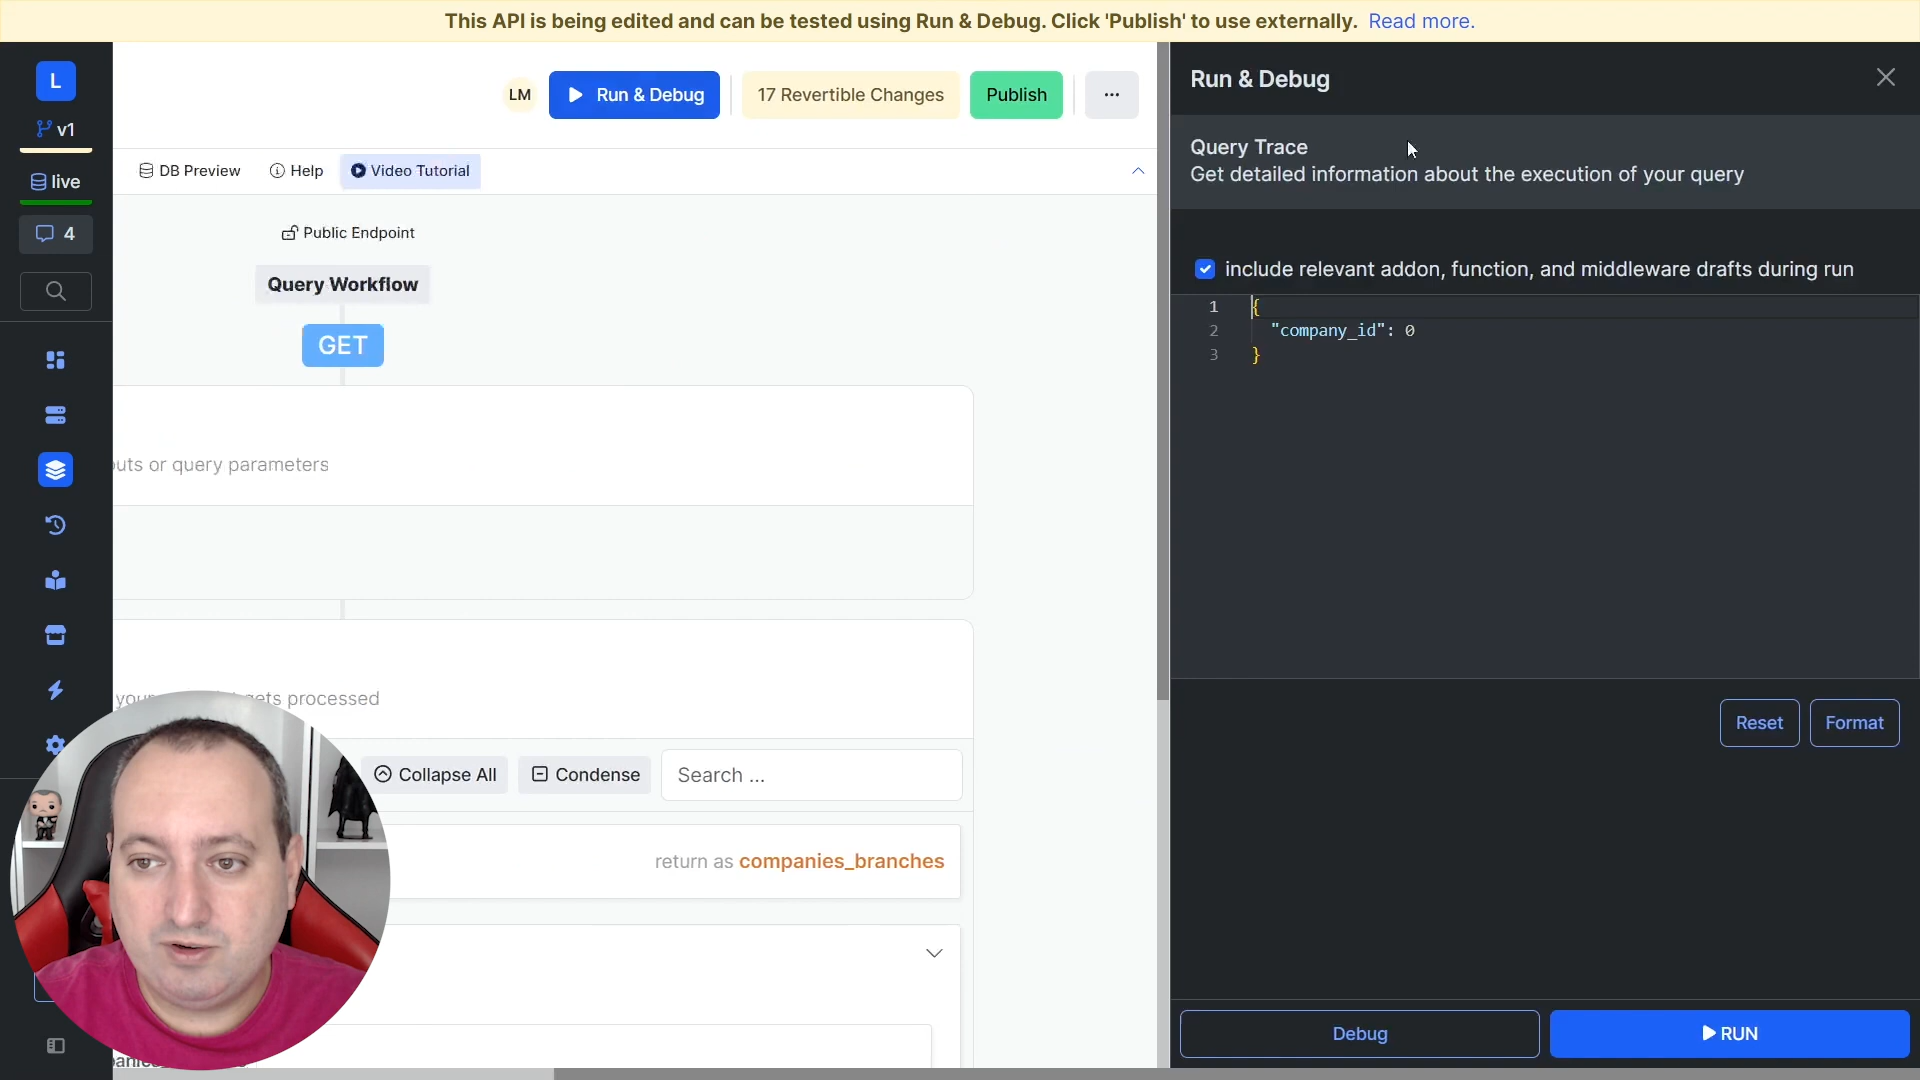 This API is being edited and can be tested using Run & Debug. Click 'Publish' to use externally. Read more.
L
v1
live
4
LM
Run & Debug
17 Revertible Changes
Publish
DB Preview
Help
Video Tutorial
Public Endpoint
Query Workflow
GET
or query parameters
processed
Collapse All
Condense
Search ...
return as companies_branches
Run & Debug
Query Trace
Get detailed information about the execution of your query
include relevant addon, function, and middleware drafts during run
1 {
2 "company_id": 0
3 }
Reset
Format
Debug
RUN